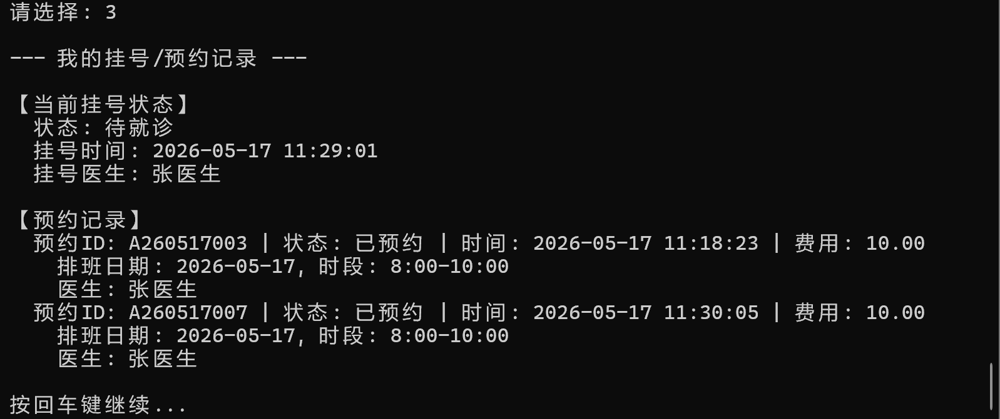 请选择: 3
--- 我的挂号/预约记录 ---
【当前挂号状态】
状态: 待就诊
挂号时间: 2026-05-17 11:29:01
挂号医生: 张医生
【预约记录】
预约ID: A260517003 | 状态: 已预约 | 时间: 2026-05-17 11:18:23 | 费用: 10.00
排班日期: 2026-05-17, 时段: 8:00-10:00
医生: 张医生
预约ID: A260517007 | 状态: 已预约 | 时间: 2026-05-17 11:30:05 | 费用: 10.00
排班日期: 2026-05-17, 时段: 8:00-10:00
医生: 张医生
按回车键继续...